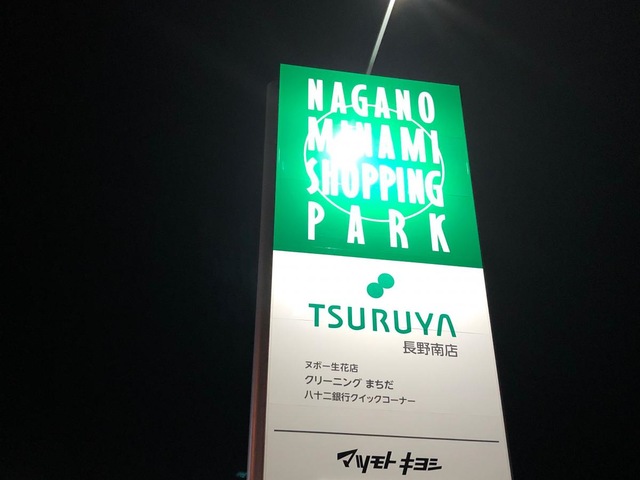 NAGANO
MINAMI
SHOPPING
PARK
TSURUYA
長野南店
ヌボー生花店
クリーニング まちだ
八十二銀行クイックコーナー
マツモトキヨシ